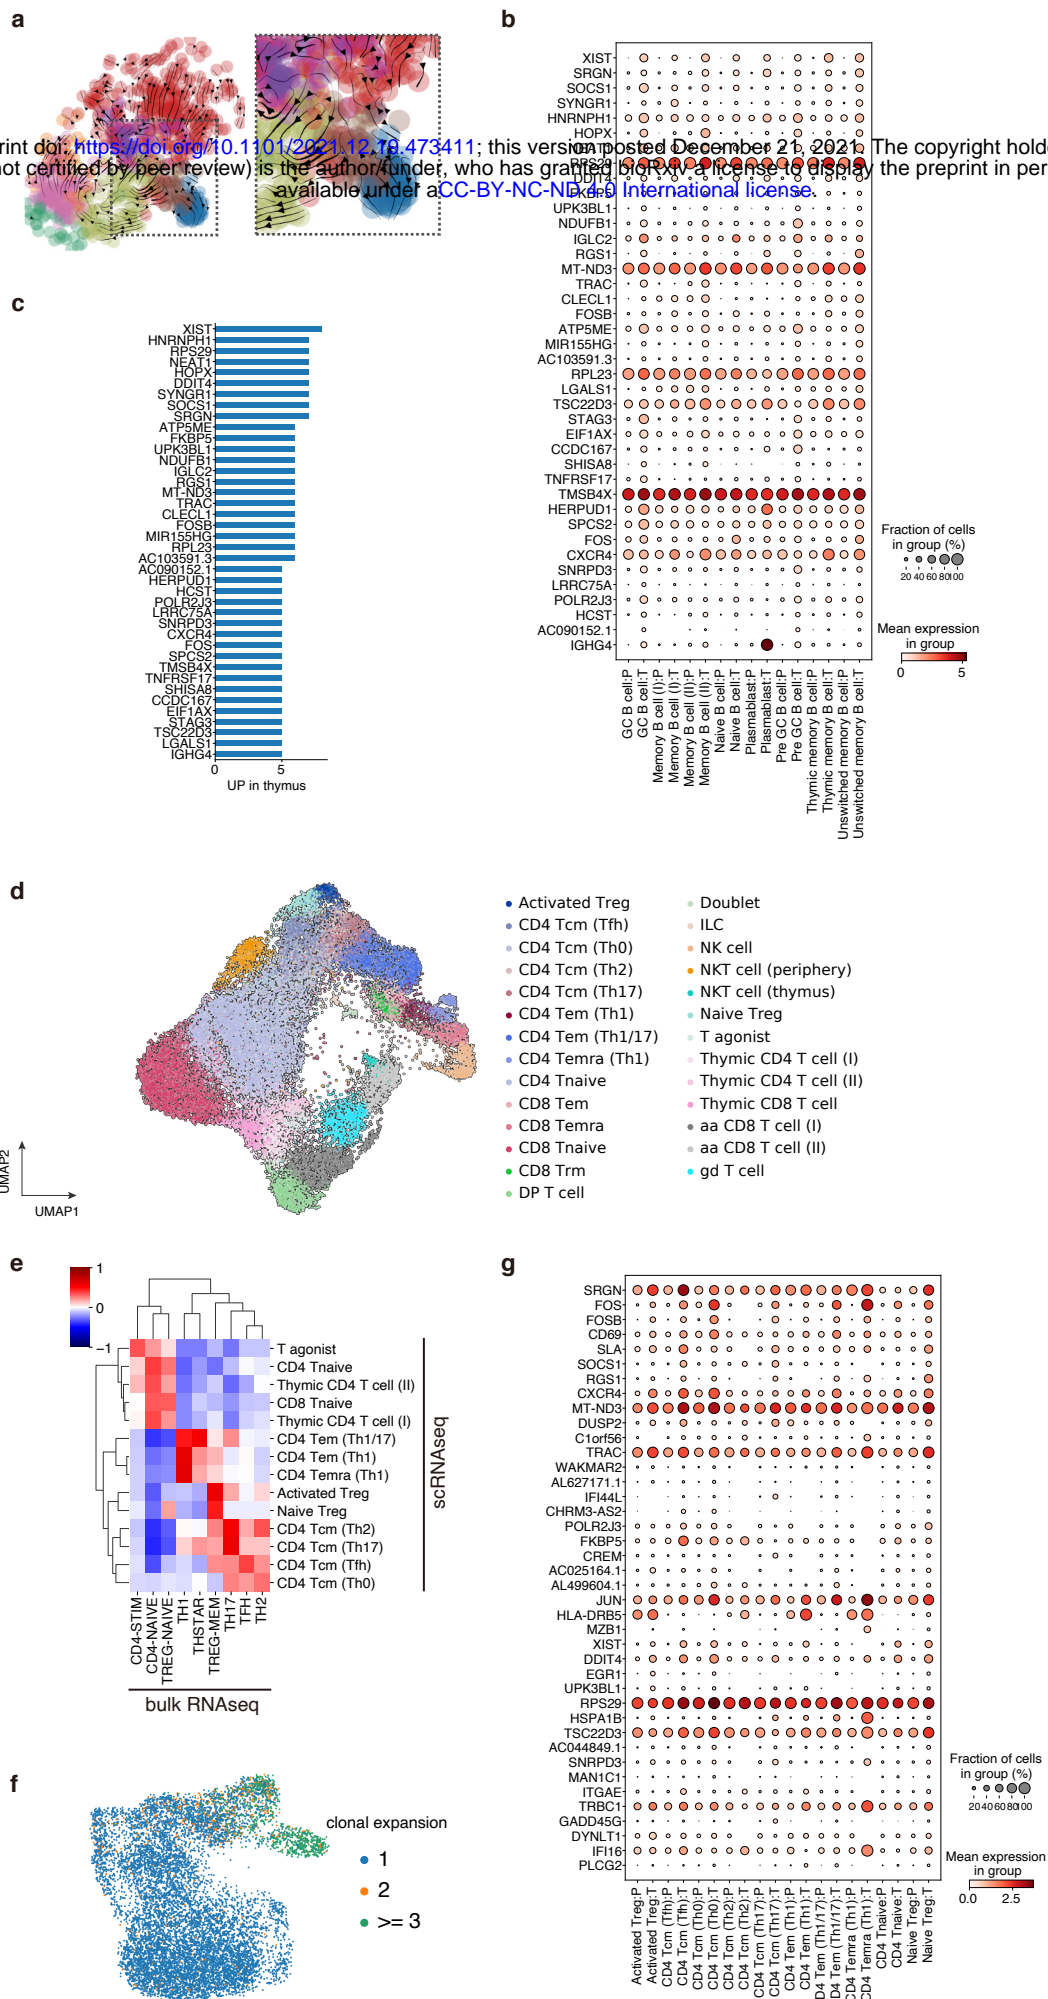 a
b
rint doi: https://doi.org/10.1101/2021.12.19.473411; this version posted December 21, 2021. The copyright holde
not certified by peer review) is the author/funder, who has granted bioRxiv a license to display the preprint in per
available under aCC-BY-NC-ND 4.0 International license.
XIST
SRGN
SOCS1
SYNGR1
HNRNPH1
HOPX
NEAT1
RPS29
DDIT4
FKBP5
UPK3BL1
NDUFB1
IGLC2
RGS1
MT-ND3
TRAC
CLECL1
FOSB
ATP5ME
MIR155HG
AC103591.3
RPL23
LGALS1
TSC22D3
STAG3
EIF1AX
CCDC167
SHISA8
TNFRSF17
TMSB4X
HERPUD1
SPCS2
FOS
CXCR4
SNRPD3
LRRC75A
POLR2J3
HCST
AC090152.1
IGHG4
GC B cell:P
GC B cell:T
Memory B cell (I):P
Memory B cell (I):T
Memory B cell (II):P
Memory B cell (II):T
Naive B cell:P
Naive B cell:T
Plasmablast:P
Plasmablast:T
Pre GC B cell:P
Pre GC B cell:T
Thymic memory B cell:P
Thymic memory B cell:T
Unswitched memory B cell:P
Unswitched memory B cell:T
Fraction of cells
in group (%)
20 40 60 80100
Mean expression
in group
0 5
c
XIST
HNRNPH1
RPS29
NEAT1
HOPX
DDIT4
SYNGR1
SOCS1
SRGN
ATP5ME
FKBP5
UPK3BL1
NDUFB1
IGLC2
RGS1
MT-ND3
TRAC
CLECL1
FOSB
MIR155HG
RPL23
AC103591.3
AC090152.1
HERPUD1
HCST
POLR2J3
LRRC75A
SNRPD3
CXCR4
FOS
SPCS2
TMSB4X
TNFRSF17
SHISA8
CCDC167
EIF1AX
STAG3
TSC22D3
LGALS1
IGHG4
0 5
UP in thymus
d
UMAP2
UMAP1
Activated Treg
CD4 Tcm (Tfh)
CD4 Tcm (Th0)
CD4 Tcm (Th2)
CD4 Tcm (Th17)
CD4 Tem (Th1)
CD4 Tem (Th1/17)
CD4 Temra (Th1)
CD4 Tnaive
CD8 Tem
CD8 Temra
CD8 Tnaive
CD8 Trm
DP T cell
Doublet
ILC
NK cell
NKT cell (periphery)
NKT cell (thymus)
Naive Treg
T agonist
Thymic CD4 T cell (I)
Thymic CD4 T cell (II)
Thymic CD8 T cell
aa CD8 T cell (I)
aa CD8 T cell (II)
gd T cell
e
1
0
−1
T agonist
CD4 Tnaive
Thymic CD4 T cell (II)
CD8 Tnaive
Thymic CD4 T cell (I)
CD4 Tem (Th1/17)
CD4 Tem (Th1)
CD4 Temra (Th1)
Activated Treg
Naive Treg
CD4 Tcm (Th2)
CD4 Tcm (Th17)
CD4 Tcm (Tfh)
CD4 Tcm (Th0)
scRNAseq
CD4-STIM
CD4-NAIVE
TREG-NAIVE
TH1
THSTAR
TREG-MEM
TH17
TFH
TH2
bulk RNAseq
f
clonal expansion
1
2
>= 3
g
SRGN
FOS
FOSB
CD69
SLA
SOCS1
RGS1
CXCR4
MT-ND3
DUSP2
C1orf56
TRAC
WAKMAR2
AL627171.1
IFI44L
CHRM3-AS2
POLR2J3
FKBP5
CREM
AC025164.1
AL499604.1
JUN
HLA-DRB5
MZB1
XIST
DDIT4
EGR1
UPK3BL1
RPS29
HSPA1B
TSC22D3
AC044849.1
SNRPD3
MAN1C1
ITGAE
TRBC1
GADD45G
DYNLT1
IFI16
PLCG2
Activated Treg:P
Activated Treg:T
CD4 Tcm (Tfh):P
CD4 Tcm (Tfh):T
CD4 Tcm (Th0):P
CD4 Tcm (Th0):T
CD4 Tcm (Th2):P
CD4 Tcm (Th2):T
CD4 Tcm (Th17):P
CD4 Tcm (Th17):T
CD4 Tem (Th1):P
CD4 Tem (Th1):T
D4 Tem (Th1/17):P
D4 Tem (Th1/17):T
CD4 Temra (Th1):P
CD4 Temra (Th1):T
CD4 Tnaive:P
CD4 Tnaive:T
Naive Treg:P
Naive Treg:T
Fraction of cells
in group (%)
20 40 60 80100
Mean expression
in group
0.0 2.5